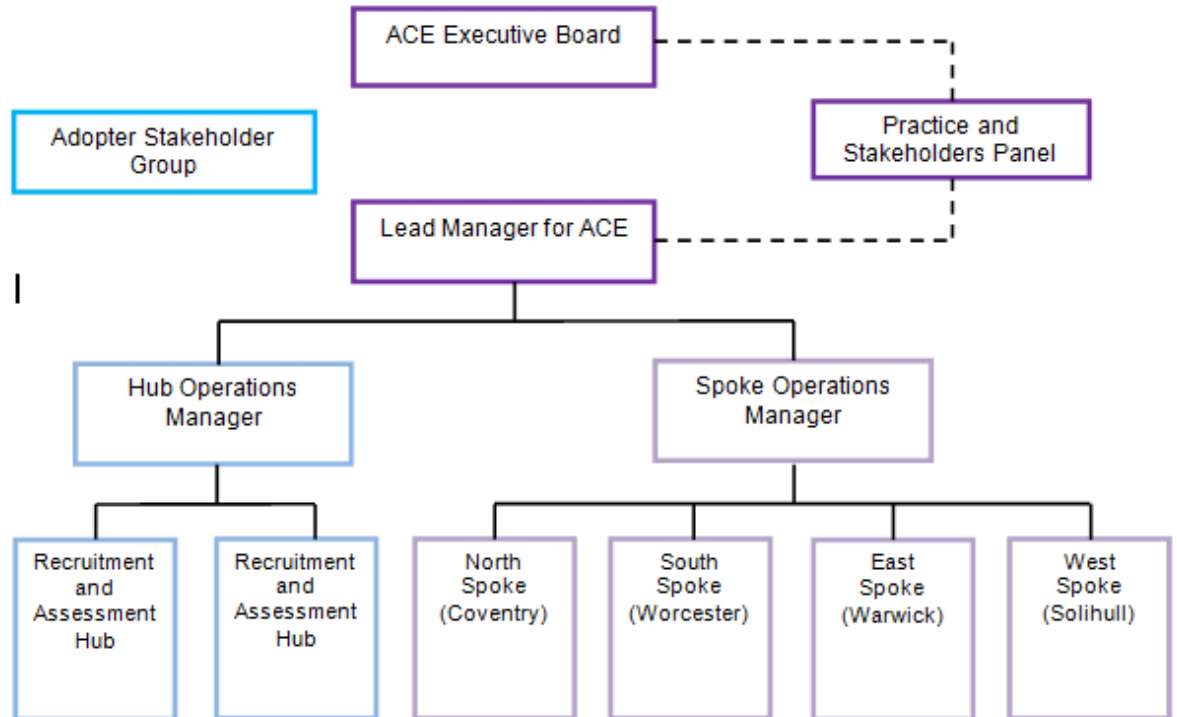 ACE Executive Board
Adopter Stakeholder
Group
Practice and
Stakeholders Panel
Lead Manager for ACE
Hub Operations
Manager
Spoke Operations
Manager
Recruitment
and
Assessment
Hub
Recruitment
and
Assessment
Hub
North
Spoke
(Coventry)
South
Spoke
(Worcester)
East
Spoke
(Warwick)
West
Spoke
(Solihull)